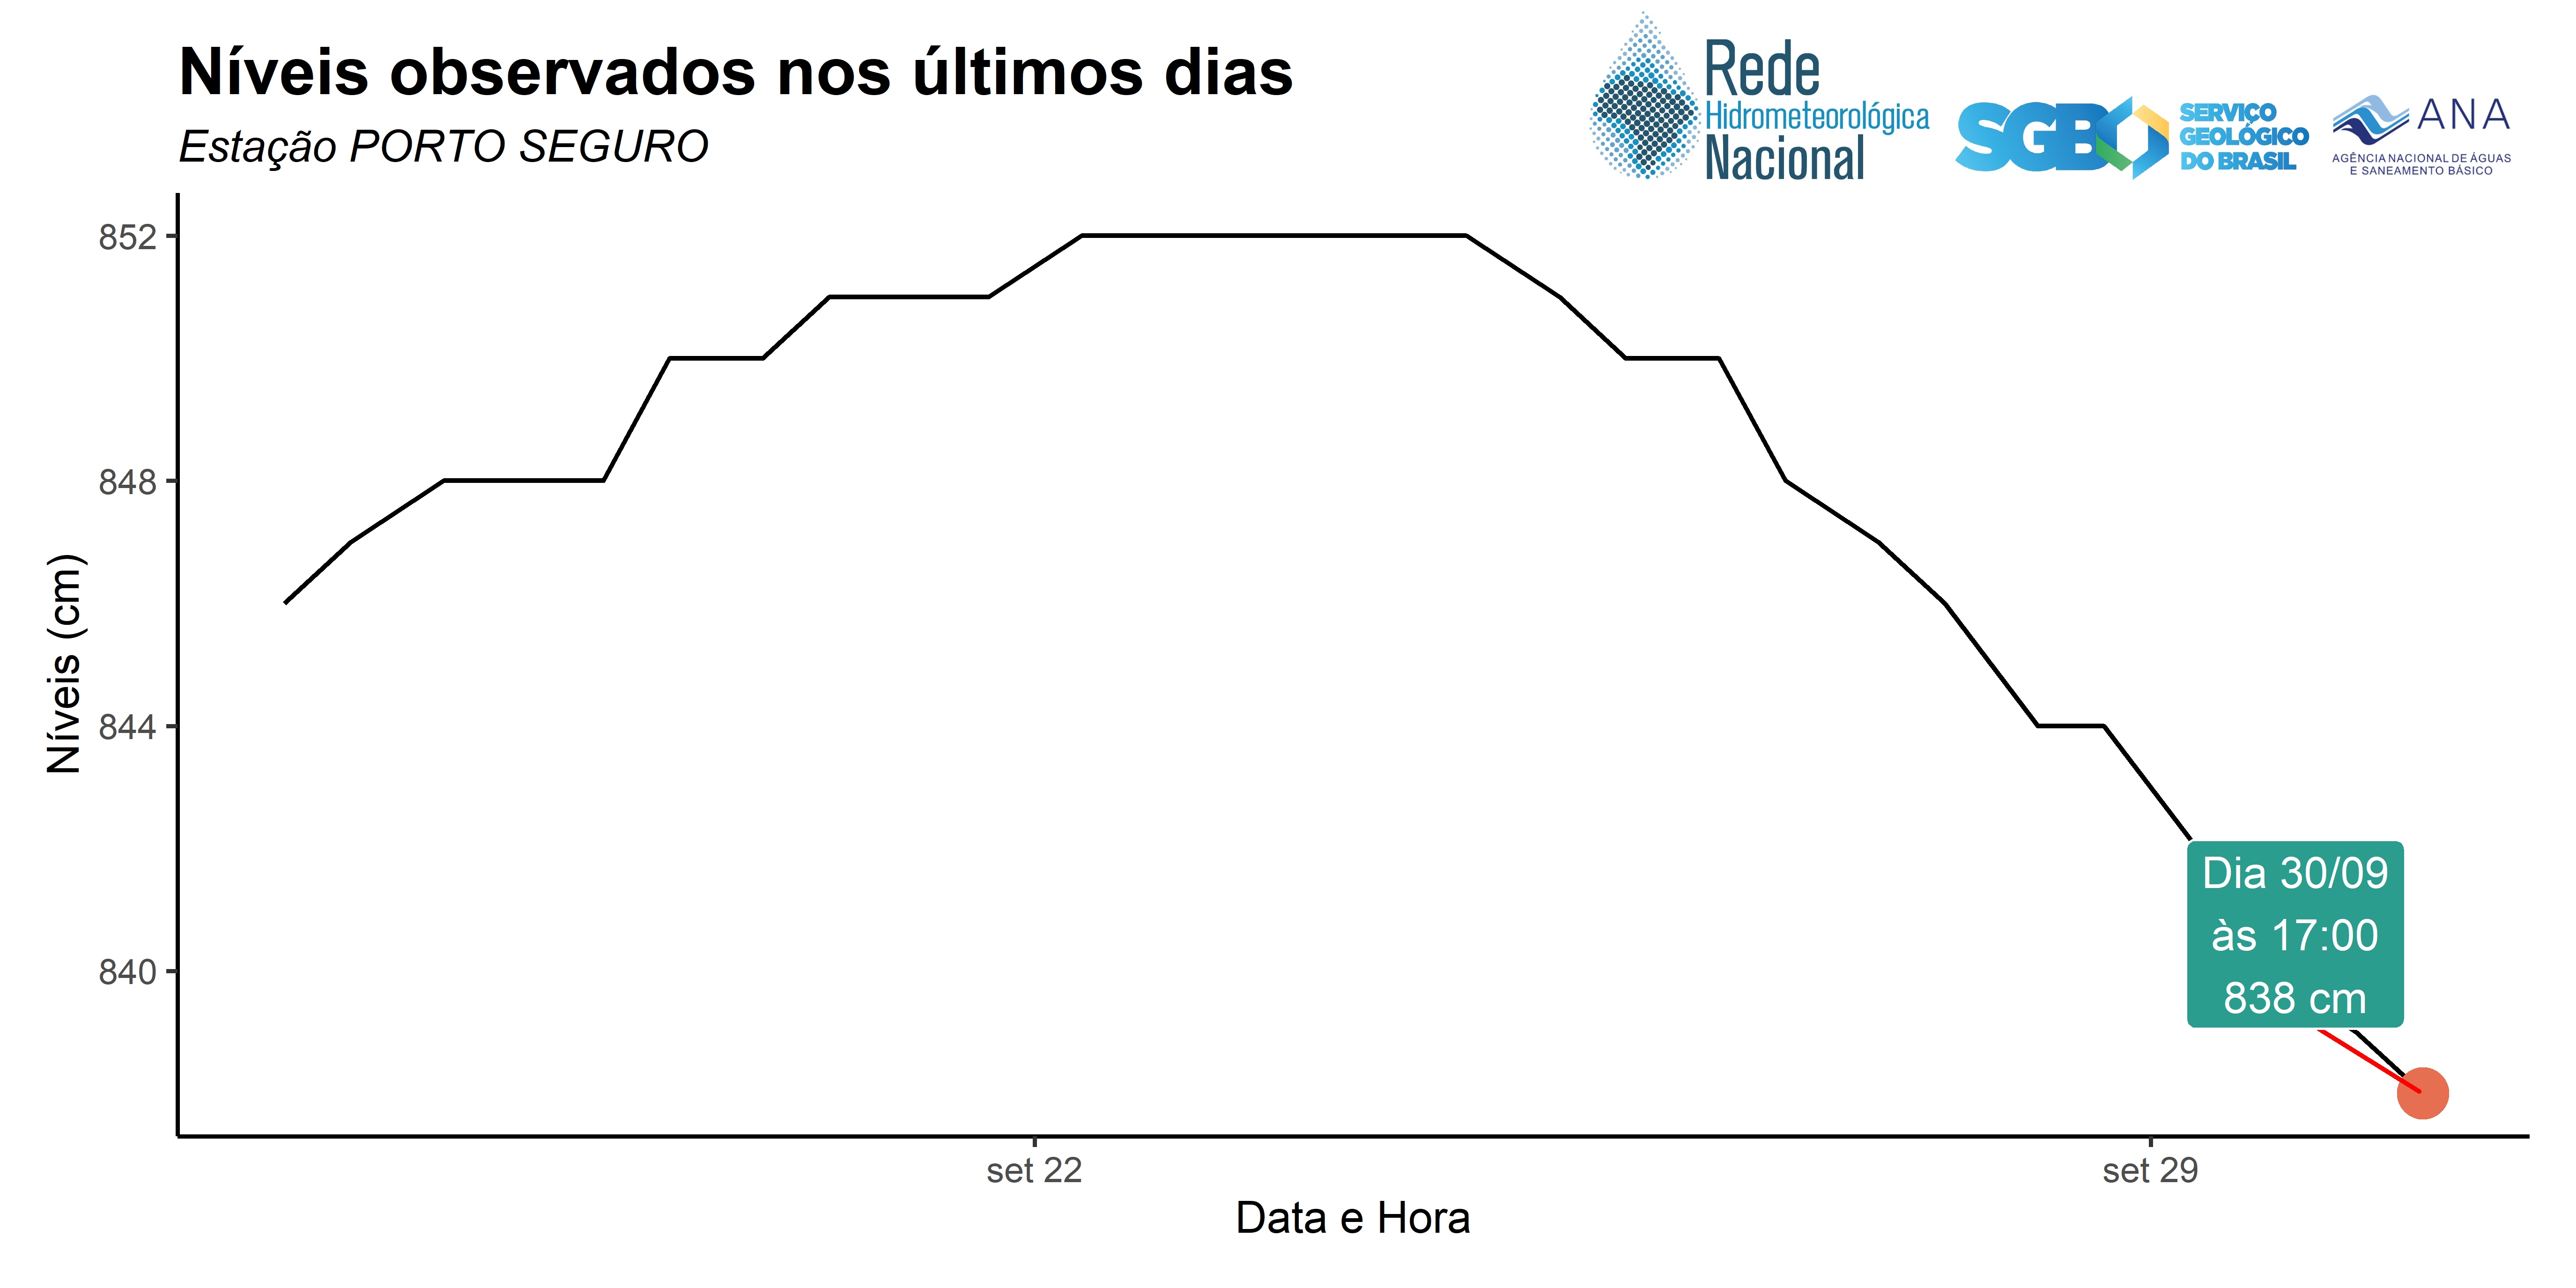 Níveis observados nos últimos dias
Estação PORTO SEGURO
Rede
Hidrometeorológica
Nacional
SGB
SERVIÇO
GEOLÓGICO
DO BRASIL
ANA
AGÊNCIA NACIONAL DE ÁGUAS
E SANEAMENTO BÁSICO
Níveis (cm)
852
848
844
840
Dia 30/09
às 17:00
838 cm
set 22
set 29
Data e Hora